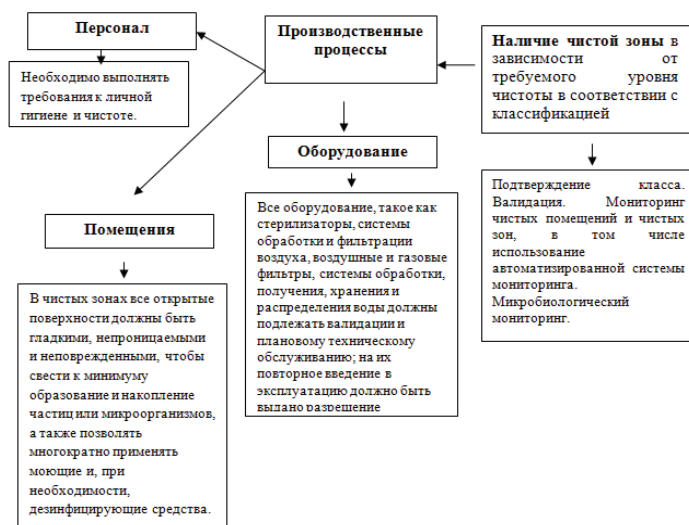 Персонал
Необходимо выполнять
требования к личной
гигиене и чистоте.
Производственные
процессы
Наличие чистой зоны в
зависимости от
требуемого уровня
чистоты в соответствии с
классификацией
Оборудование
Все оборудование, такое как
стерилизаторы, системы
обработки и фильтрации
воздуха, воздушные и газовые
фильтры, системы обработки,
получения, хранения и
распределения воды должны
подлежать валидации и
плановому техническому
обслуживанию; на их
повторное введение в
эксплуатацию должно быть
выдано разрешение
Подтверждение класса.
Валидация. Мониторинг
чистых помещений и чистых
зон, в том числе
использование
автоматизированной системы
мониторинга.
Микробиологический
мониторинг.
Помещения
В чистых зонах все открытые
поверхности должны быть
гладкими, непроницаемыми
и неповрежденными, чтобы
свести к минимуму
образование и накопление
частиц или микроорганизмов,
а также позволять
многократно применять
моющие и, при
необходимости,
дезинфицирующие средства.